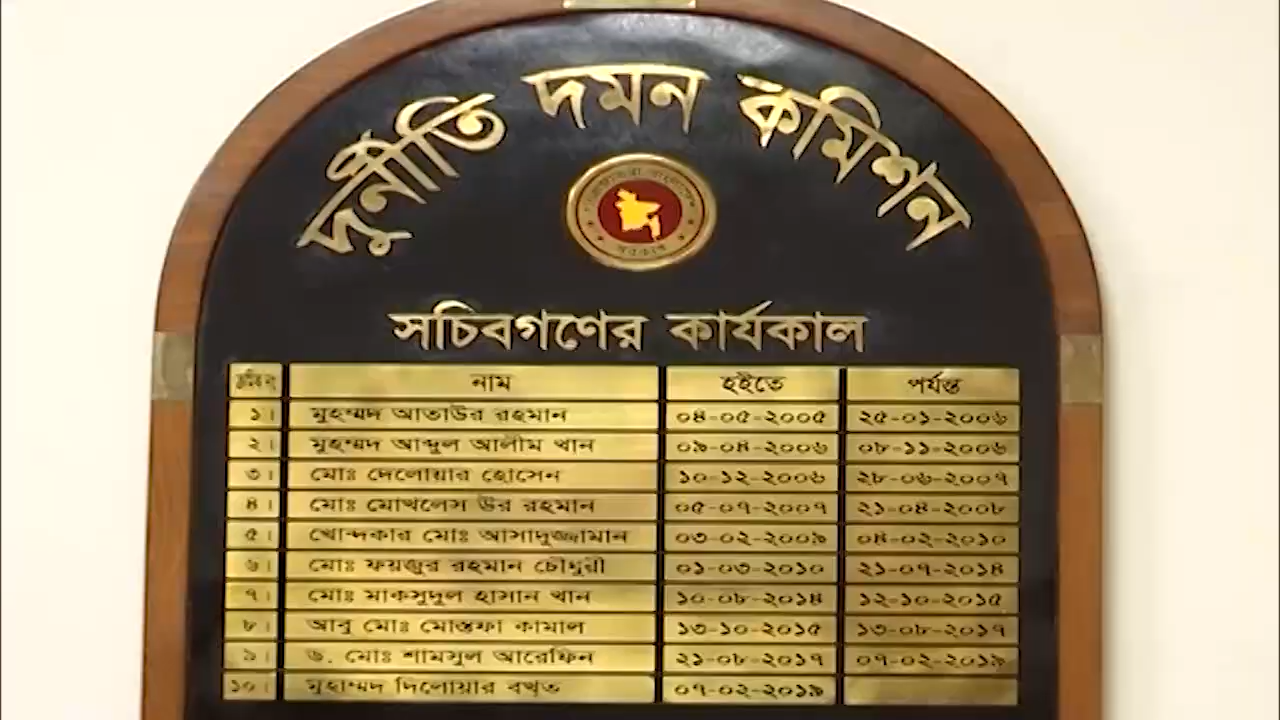 দুর্নীতি দমন কমিশন
সচিবগণের কার্যকাল
নাম হইতে পর্যন্ত
১। মুহম্মদ আতাউর রহমান ০৪-০৫-২০০৫ ২৫-০১-২০০৬
২। মুহম্মদ আব্দুল আলীম খান ০৯-০৪-২০০৬ ০৮-১১-২০০৬
৩। মোঃ দেলোয়ার হোসেন ১০-১২-২০০৬ ২৮-০৬-২০০৭
৪। মোঃ মোখলেস উর রহমান ০৫-০৭-২০০৭ ২১-০৪-২০০৮
৫। খোন্দকার মোঃ আসাদুজ্জামান ০৩-০২-২০০৯ ০৪-০২-২০১০
৬। মোঃ ফয়জুর রহমান চৌধুরী ০১-০৩-২০১০ ২১-০৭-২০১৪
৭। মোঃ মাকসুদুল হাসান খান ১০-০৮-২০১৪ ১২-১০-২০১৫
৮। আবু মোঃ মোস্তফা কামাল ১৩-১০-২০১৫ ১৩-০৮-২০১৭
৯। ড. মোঃ শামসুল আরেফিন ২১-০৮-২০১৭ ০৭-০২-২০১৯
১০। মুহাম্মদ দিলোয়ার বখ্‌ত ০৭-০২-২০১৯